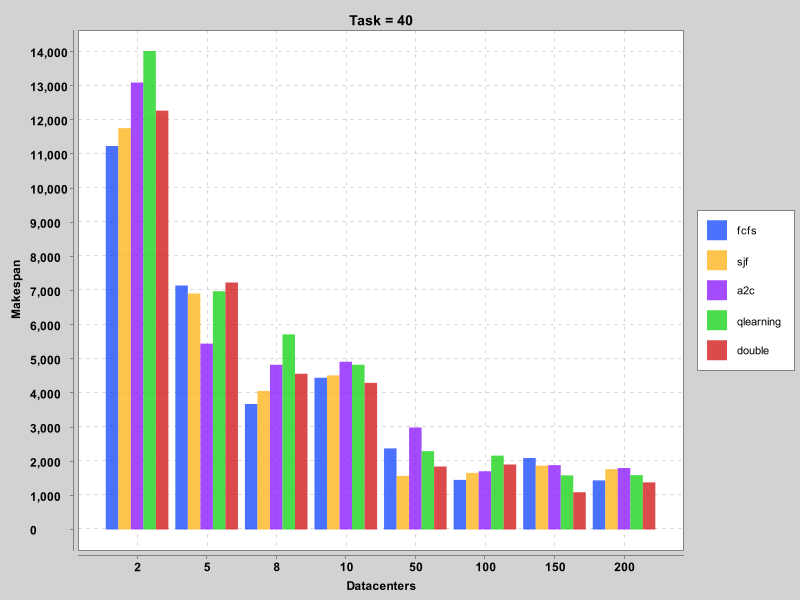 Task = 40
Makespan
14,000
13,000
12,000
11,000
10,000
9,000
8,000
7,000
6,000
5,000
4,000
3,000
2,000
1,000
0
2 5 8 10 50 100 150 200
Datacenters
fcfs
sjf
a2c
qlearning
double